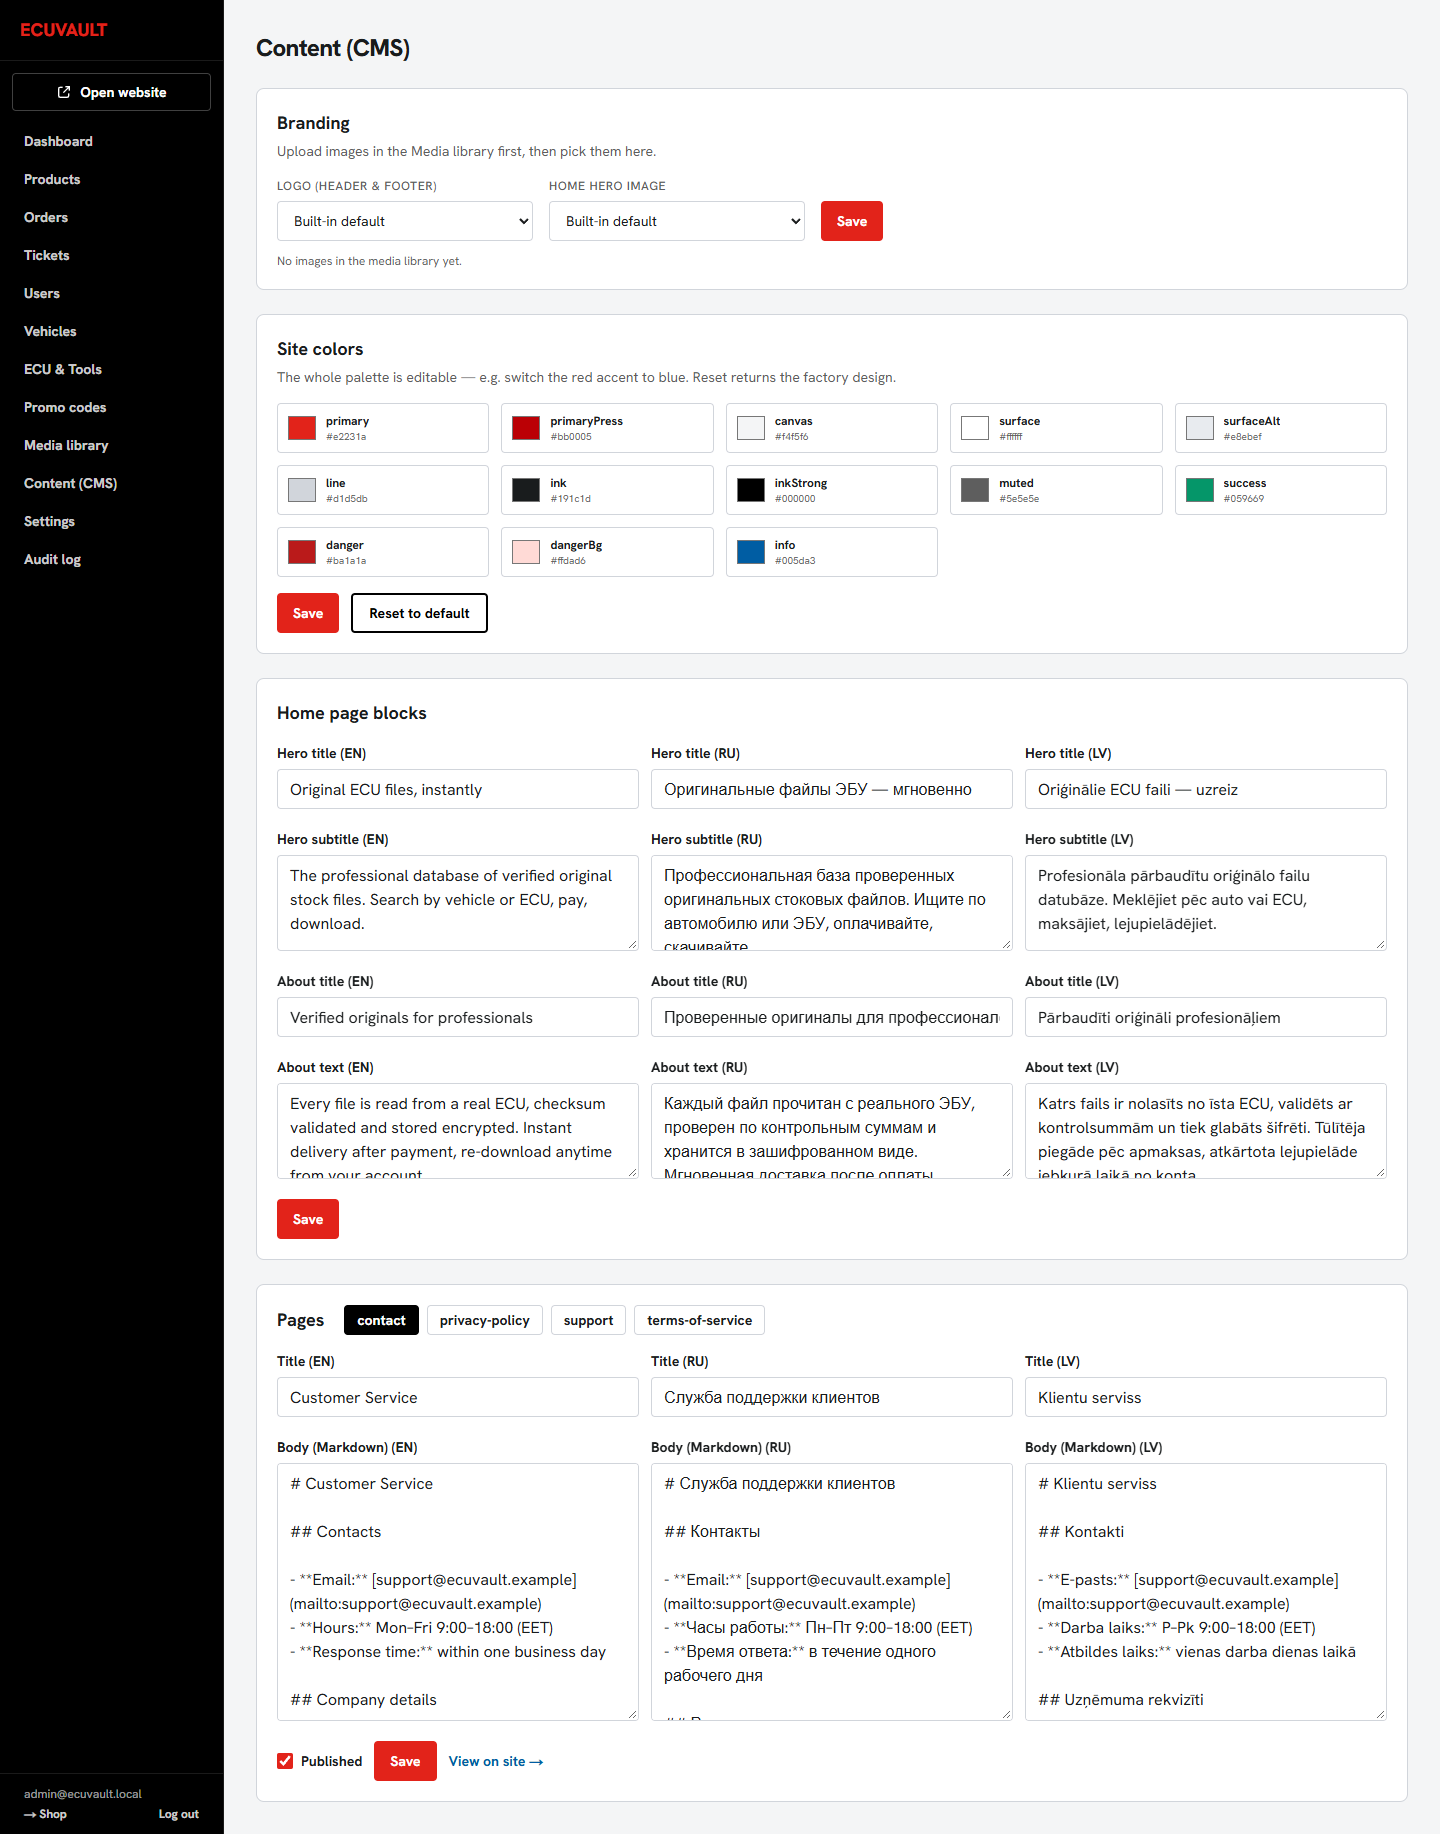 ECUVAULT
Open website
Dashboard
Products
Orders
Tickets
Users
Vehicles
ECU & Tools
Promo codes
Media library
Content (CMS)
Settings
Audit log
admin@ecuvault.local
→ Shop
Log out
Content (CMS)
Branding
Upload images in the Media library first, then pick them here.
LOGO (HEADER & FOOTER)
HOME HERO IMAGE
Built-in default
Built-in default
Save
No images in the media library yet.
Site colors
The whole palette is editable — e.g. switch the red accent to blue. Reset returns the factory design.
primary
#e2231a
primaryPress
#bb0005
canvas
#f4f5f6
surface
#ffffff
surfaceAlt
#e8ebef
line
#d1d5db
ink
#191c1d
inkStrong
#000000
muted
#5e5e5e
success
#059669
danger
#ba1a1a
dangerBg
#ffdad6
info
#005da3
Save
Reset to default
Home page blocks
Hero title (EN)
Hero title (RU)
Hero title (LV)
Original ECU files, instantly
Оригинальные файлы ЭБУ — мгновенно
Oriģinālie ECU faili — uzreiz
Hero subtitle (EN)
Hero subtitle (RU)
Hero subtitle (LV)
The professional database of verified original
stock files. Search by vehicle or ECU, pay,
download.
Профессиональная база проверенных
оригинальных стоковых файлов. Ищите по
автомобилю или ЭБУ, оплачивайте,
скачивайте
Profesionāla pārbaudītu oriģinālo failu
datubāze. Meklējiet pēc auto vai ECU,
maksājiet, lejupielādējiet.
About title (EN)
About title (RU)
About title (LV)
Verified originals for professionals
Проверенные оригиналы для профессионал
Pārbaudīti oriģināli profesionāļiem
About text (EN)
About text (RU)
About text (LV)
Every file is read from a real ECU, checksum
validated and stored encrypted. Instant
delivery after payment, re-download anytime
from your account
Каждый файл прочитан с реального ЭБУ,
проверен по контрольным суммам и
хранится в зашифрованном виде.
Мгновенная доставка после оплаты
Katrs fails ir nolasīts no īsta ECU, validēts ar
kontrolsummām un tiek glabāts šifrēti. Tūlītēja
piegāde pēc apmaksas, atkārtota lejupielāde
jebkurā laikā no konta
Save
Pages
contact
privacy-policy
support
terms-of-service
Title (EN)
Title (RU)
Title (LV)
Customer Service
Служба поддержки клиентов
Klientu serviss
Body (Markdown) (EN)
Body (Markdown) (RU)
Body (Markdown) (LV)
# Customer Service
## Contacts
- **Email:** [support@ecuvault.example]
(mailto:support@ecuvault.example)
- **Hours:** Mon–Fri 9:00–18:00 (EET)
- **Response time:** within one business day
## Company details
# Служба поддержки клиентов
## Контакты
- **Email:** [support@ecuvault.example]
(mailto:support@ecuvault.example)
- **Часы работы:** Пн–Пт 9:00–18:00 (EET)
- **Время ответа:** в течение одного
рабочего дня
# Klientu serviss
## Kontakti
- **E-pasts:** [support@ecuvault.example]
(mailto:support@ecuvault.example)
- **Darba laiks:** P–Pk 9:00–18:00 (EET)
- **Atbildes laiks:** vienas darba dienas laikā
## Uzņēmuma rekvizīti
Published
Save
View on site →